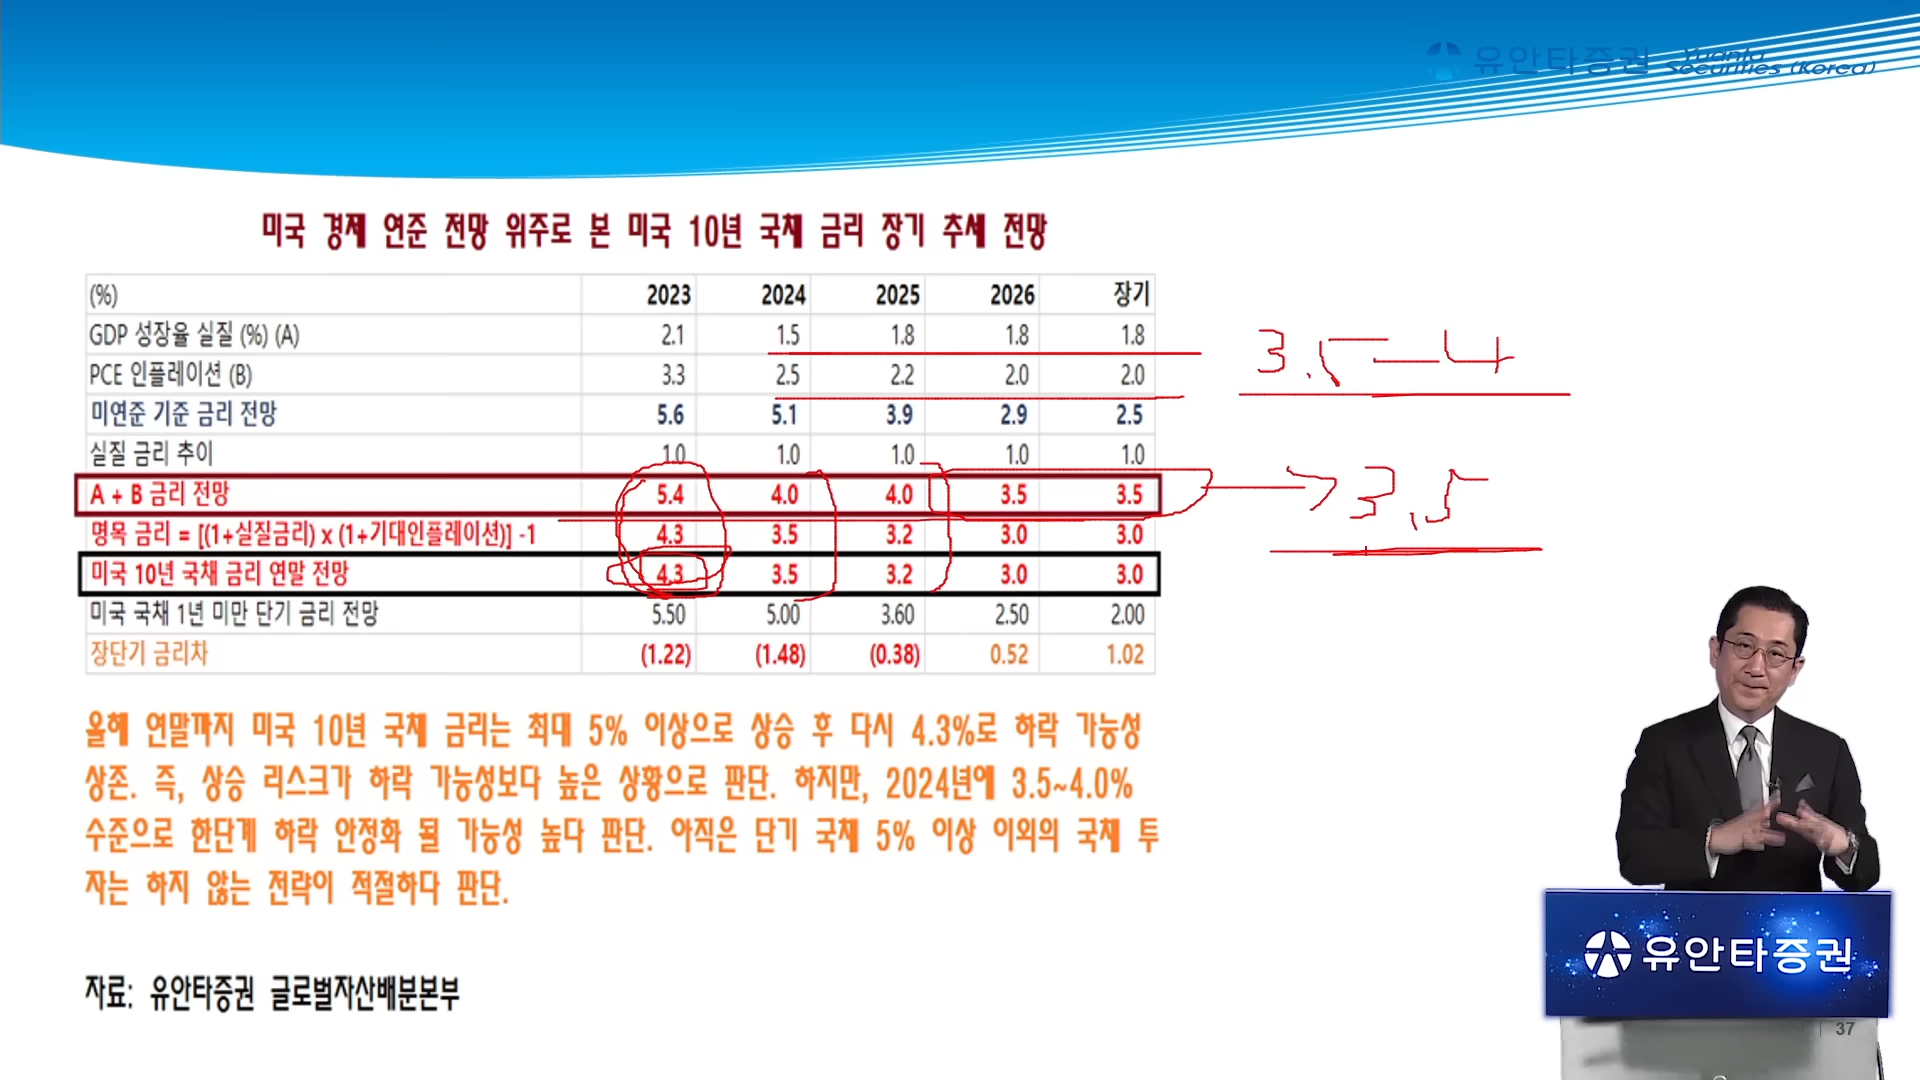 유안타증권 Yuanta Securities (Korea)
미국 경제 연준 전망 위주로 본 미국 10년 국채 금리 장기 추세 전망
(%) 2023 2024 2025 2026 장기
GDP 성장율 실질 (%) (A) 2.1 1.5 1.8 1.8 1.8
PCE 인플레이션 (B) 3.3 2.5 2.2 2.0 2.0
미연준 기준 금리 전망 5.6 5.1 3.9 2.9 2.5
실질 금리 추이 1.0 1.0 1.0 1.0 1.0
A + B 금리 전망 5.4 4.0 4.0 3.5 3.5
명목 금리 = [(1+실질금리) x (1+기대인플레이션)] -1 4.3 3.5 3.2 3.0 3.0
미국 10년 국채 금리 연말 전망 4.3 3.5 3.2 3.0 3.0
미국 국채 1년 미만 단기 금리 전망 5.50 5.00 3.60 2.50 2.00
장단기 금리차 (1.22) (1.48) (0.38) 0.52 1.02
3.5-4
3.5
올해 연말까지 미국 10년 국채 금리는 최대 5% 이상으로 상승 후 다시 4.3%로 하락 가능성
상존. 즉, 상승 리스크가 하락 가능성보다 높은 상황으로 판단. 하지만, 2024년에 3.5~4.0%
수준으로 한단계 하락 안정화 될 가능성 높다 판단. 아직은 단기 국채 5% 이상 이외의 국채 투
자는 하지 않는 전략이 적절하다 판단.
자료: 유안타증권 글로벌자산배분본부
유안타증권
37